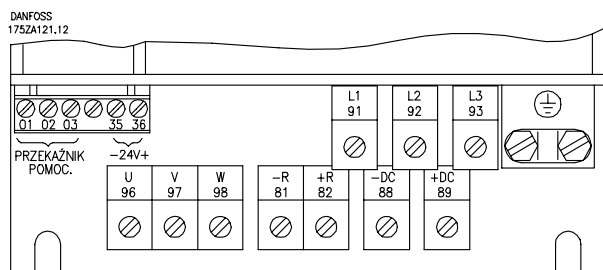 DANFOSS
175ZA121.12
L1 L2 L3
91 92 93
01 02 03 35 36
PRZEKAŹNIK
POMOC.
−24V+
U V W −R +R −DC +DC
96 97 98 81 82 88 89